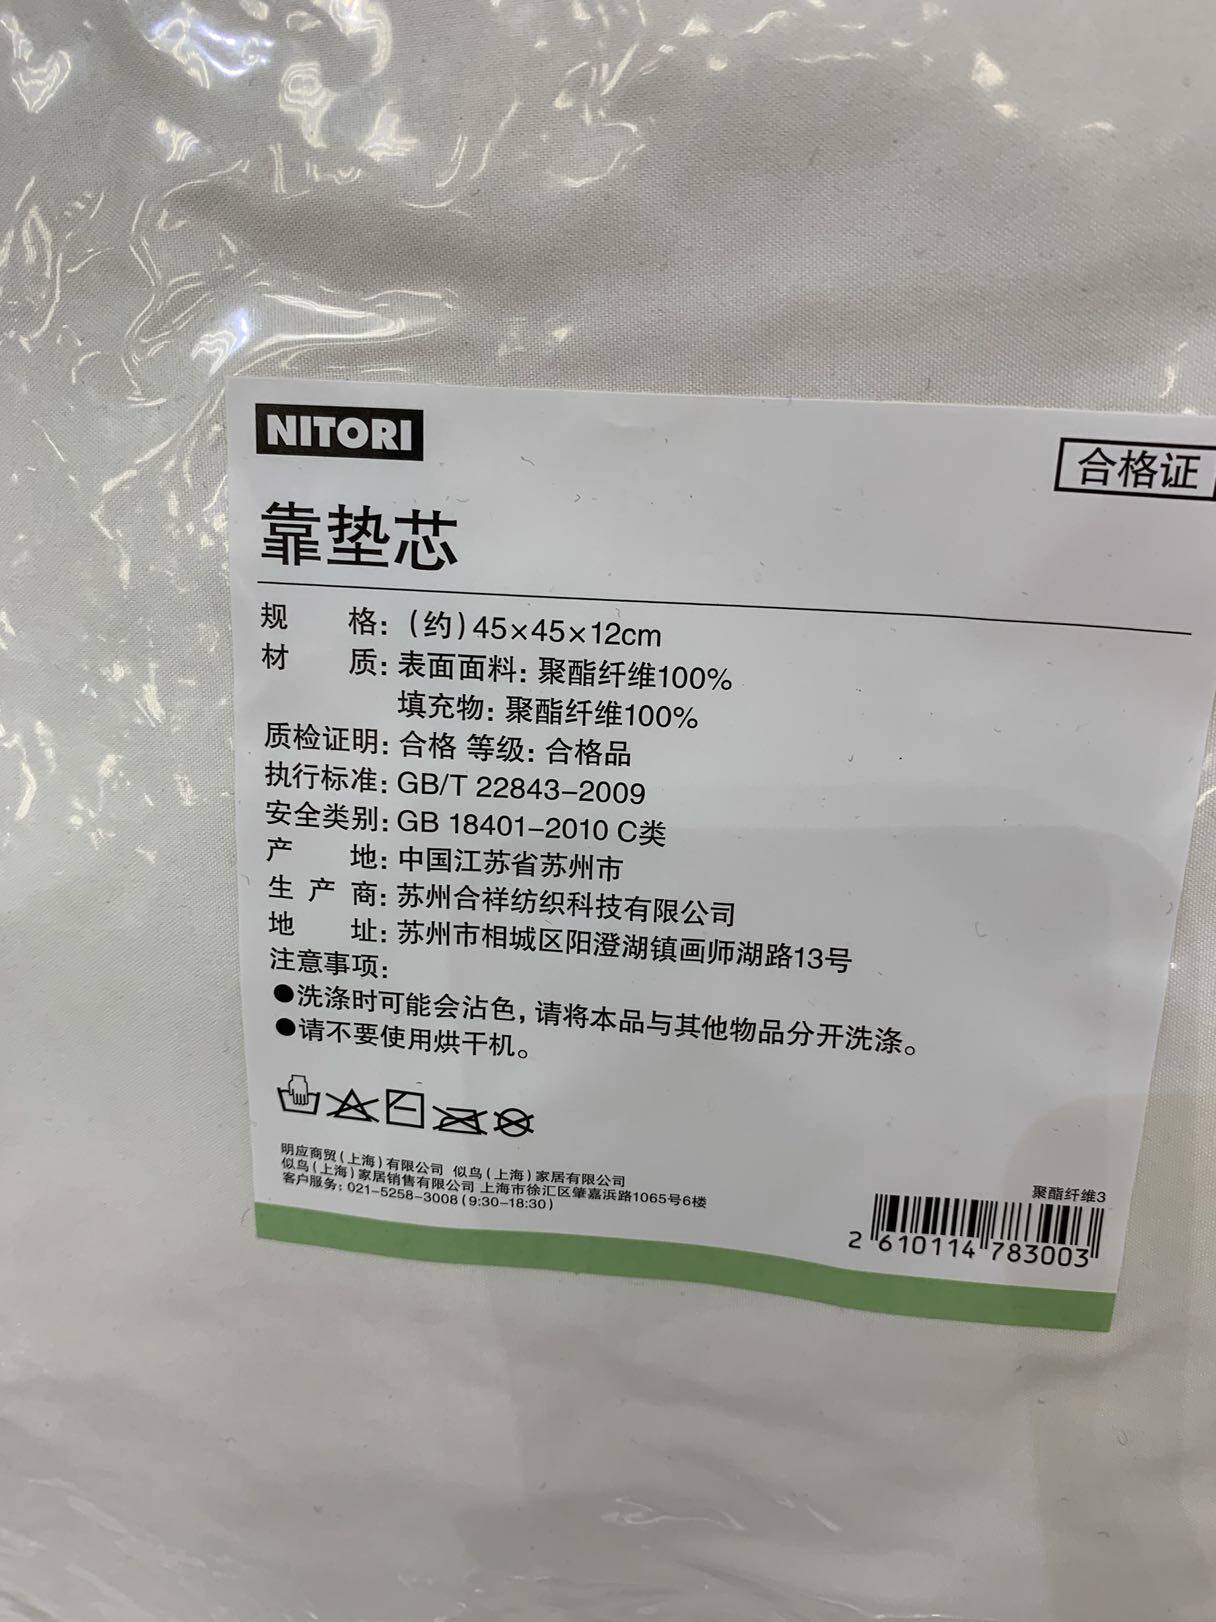 NITORI
合格证
靠垫芯
规 格:(约)45×45×12cm
材 质:表面面料:聚酯纤维100%
填充物:聚酯纤维100%
质检证明:合格 等级:合格品
执行标准:GB/T 22843-2009
安全类别:GB 18401-2010 C类
产 地:中国江苏省苏州市
生 产 商:苏州合祥纺织科技有限公司
地 址:苏州市相城区阳澄湖镇画师湖路13号
注意事项:
●洗涤时可能会沾色,请将本品与其他物品分开洗涤。
●请不要使用烘干机。
明应商贸(上海)有限公司 似鸟(上海)家居有限公司
似鸟(上海)家居销售有限公司 上海市徐汇区肇嘉浜路1065号6楼
客户服务:021-5258-3008(9:30-18:30)
聚酯纤维3
2 610114 783003